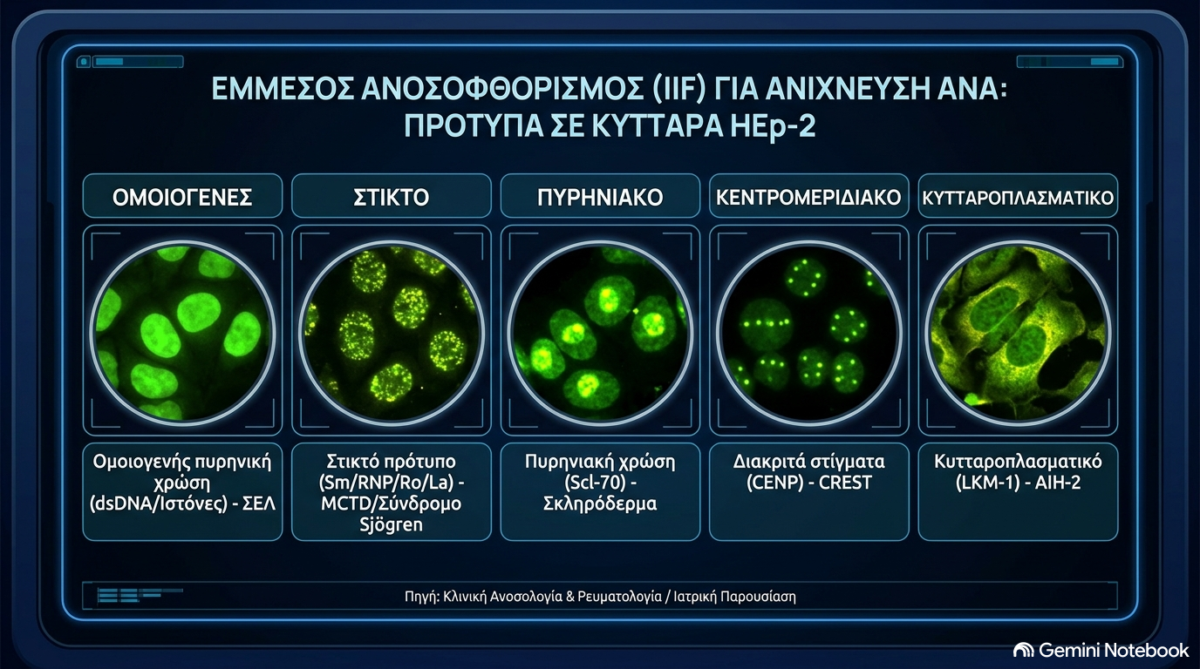 ΕΜΜΕΣΟΣ ΑΝΟΣΟΦΘΟΡΙΣΜΟΣ (IIF) ΓΙΑ ΑΝΙΧΝΕΥΣΗ ΑΝΑ:
ΠΡΟΤΥΠΑ ΣΕ ΚΥΤΤΑΡΑ HEp-2
ΟΜΟΙΟΓΕΝΕΣ
ΣΤΙΚΤΟ
ΠΥΡΗΝΙΑΚΟ
ΚΕΝΤΡΟΜΕΡΙΔΙΑΚΟ
ΚΥΤΤΑΡΟΠΛΑΣΜΑΤΙΚΟ
Ομοιογενής πυρηνική
χρώση
(dsDNA/Ιστόνες) - ΣΕΛ
Στικτό πρότυπο
(Sm/RNP/Ro/La) -
MCTD/Σύνδρομο
Sjögren
Πυρηνιακή χρώση
(Scl-70) -
Σκληρόδερμα
Διακριτά στίγματα
(CENP) - CREST
Κυτταροπλασματικό
(LKM-1) - AIH-2
Πηγή: Κλινική Ανοσολογία & Ρευματολογία / Ιατρική Παρουσίαση
Gemini Notebook